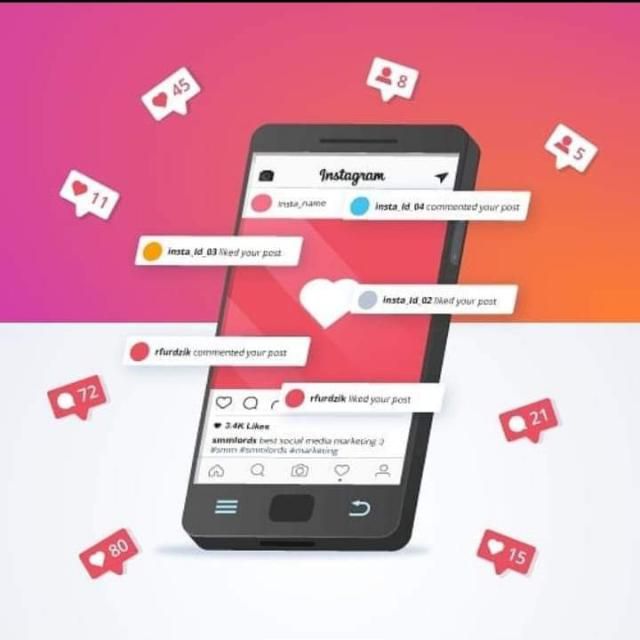 45
8
5
11
Instagram
Insta_name
insta_Id_04 commented your post
insta_Id_03 liked your post
insta_Id_02 liked your post
rfurdzik commented your post
72
rfurdzik liked your post
21
3.4K Likes
smmlords best social media marketing :)
#smm #smmlords #marketing
80
15